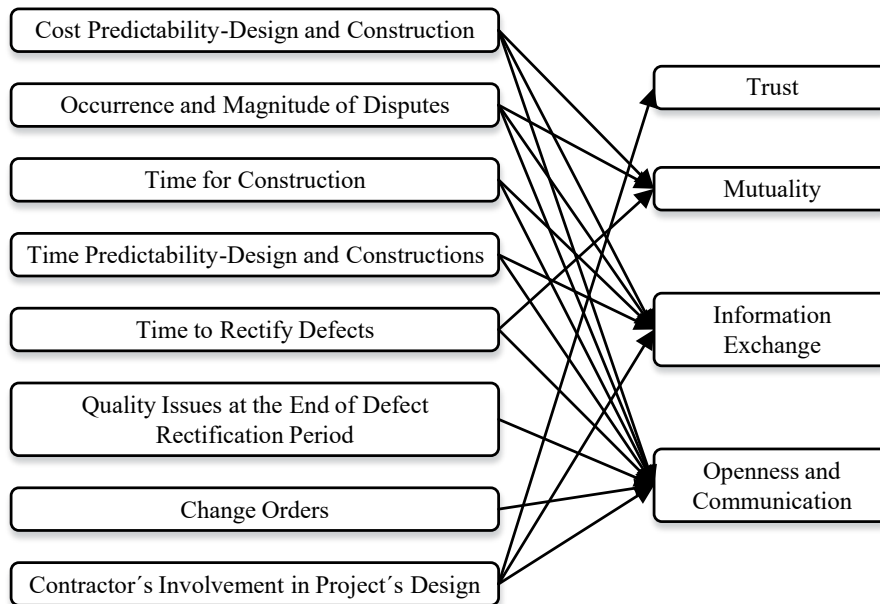 Cost Predictability-Design and Construction
Occurrence and Magnitude of Disputes
Time for Construction
Time Predictability-Design and Constructions
Time to Rectify Defects
Quality Issues at the End of Defect
Rectification Period
Change Orders
Contractor´s Involvement in Project´s Design
Trust
Mutuality
Information
Exchange
Openness and
Communication